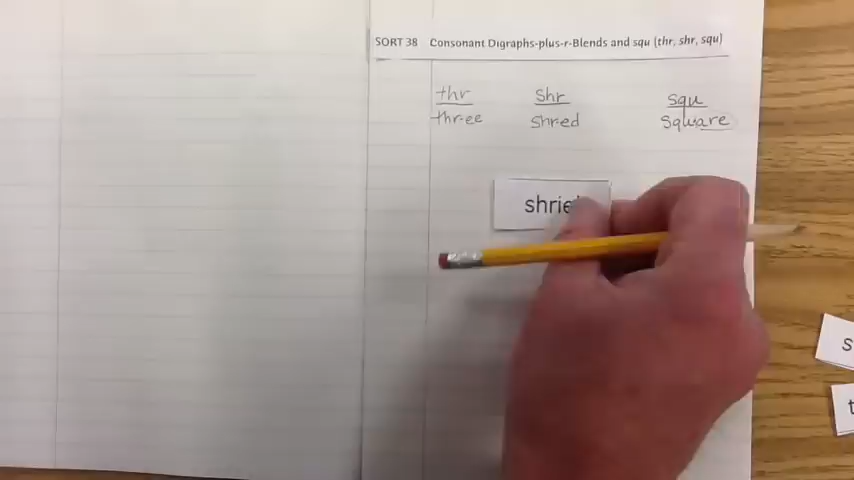 SORT 38 Consonant Digraphs-plus-r-Blends and squ (thr, shr, squ)
thr shr squ
three shred square